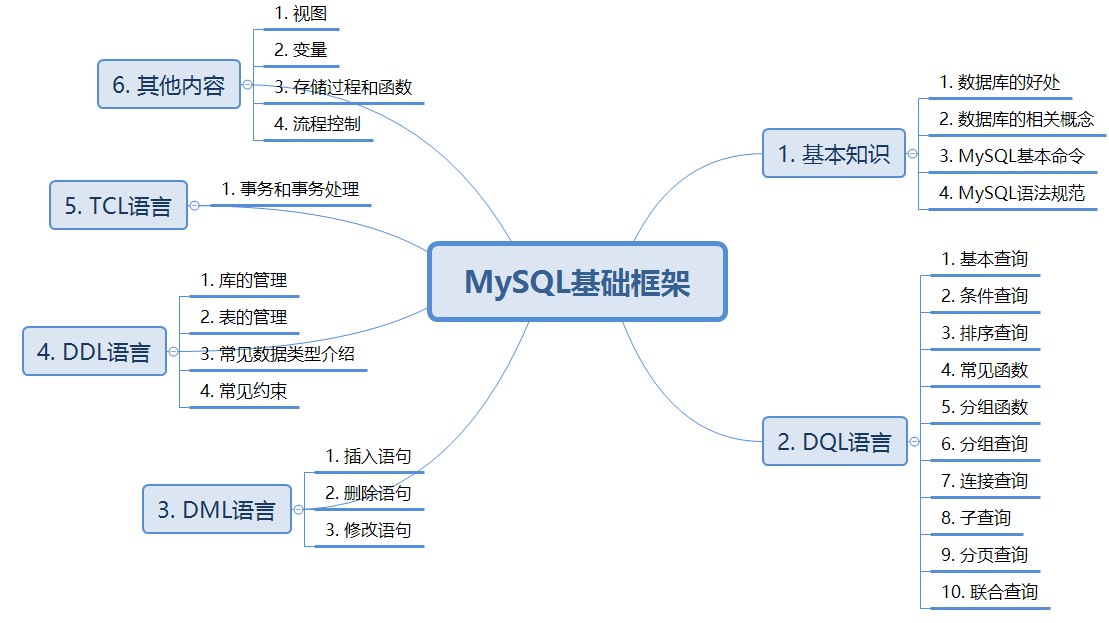 MySQL基础框架
1. 基本知识
1. 数据库的好处
2. 数据库的相关概念
3. MySQL基本命令
4. MySQL语法规范
2. DQL语言
1. 基本查询
2. 条件查询
3. 排序查询
4. 常见函数
5. 分组函数
6. 分组查询
7. 连接查询
8. 子查询
9. 分页查询
10. 联合查询
3. DML语言
1. 插入语句
2. 删除语句
3. 修改语句
4. DDL语言
1. 库的管理
2. 表的管理
3. 常见数据类型介绍
4. 常见约束
5. TCL语言
1. 事务和事务处理
6. 其他内容
1. 视图
2. 变量
3. 存储过程和函数
4. 流程控制